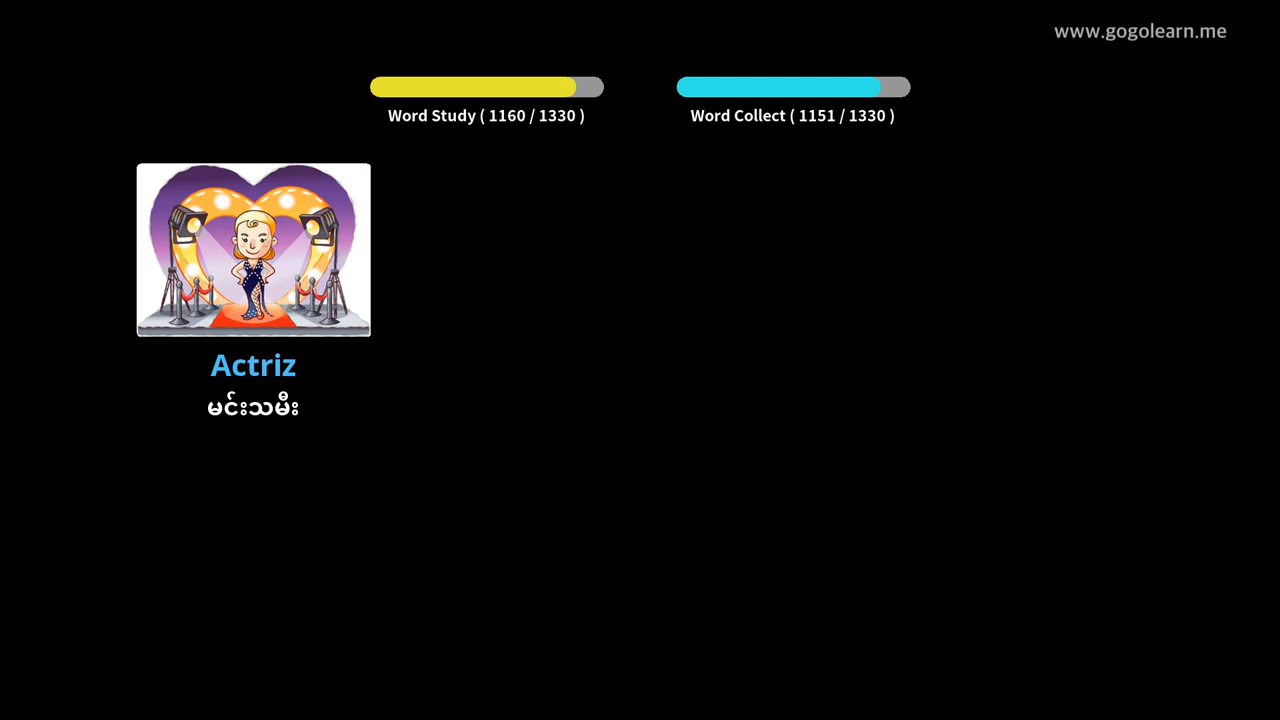 www.gogolearn.me
Word Study ( 1160 / 1330 )
Word Collect ( 1151 / 1330 )
Actriz
မင်းသမီး